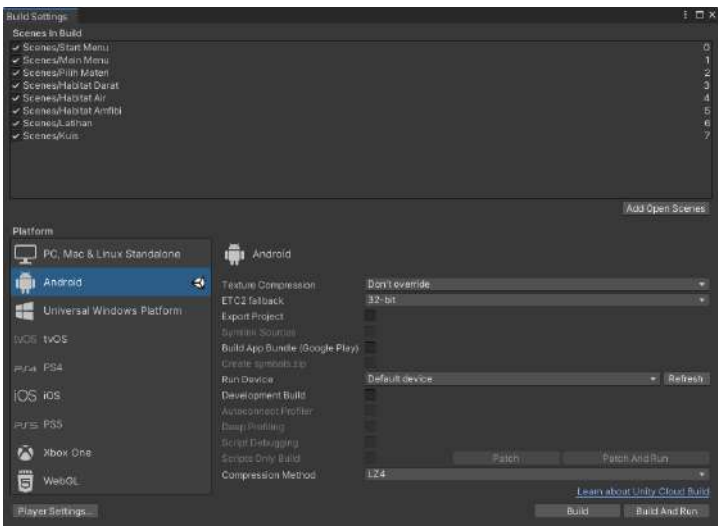 Build Settings
Scenes In Build
Scenes/Start Menu 0
Scenes/Main Menu 1
Scenes/Pilih Materi 2
Scenes/Habitat Darat 3
Scenes/Habitat Air 4
Scenes/Habitat Amfibi 5
Scenes/Latihan 6
Scenes/Kuis 7
Add Open Scenes
Platform
PC, Mac & Linux Standalone
Android
Universal Windows Platform
tvOS tvOS
PS4 PS4
iOS iOS
PS5 PS5
Xbox One
WebGL
Android
Texture Compression Don't override
ETC2 fallback 32-bit
Export Project
Symlink Sources
Build App Bundle (Google Play)
Create symbols.zip
Run Device Default device Refresh
Development Build
Autoconnect Profiler
Deep Profiling
Script Debugging
Scripts Only Build Patch Patch And Run
Compression Method LZ4
Learn about Unity Cloud Build
Player Settings... Build Build And Run